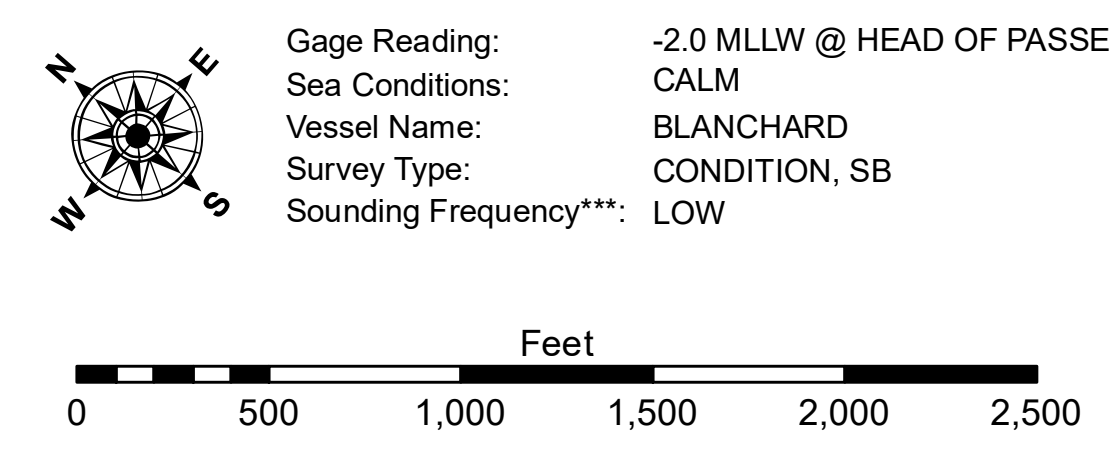 N E
W S
Gage Reading: -2.0 MLLW @ HEAD OF PASSE
Sea Conditions: CALM
Vessel Name: BLANCHARD
Survey Type: CONDITION, SB
Sounding Frequency***: LOW
Feet
0 500 1,000 1,500 2,000 2,500